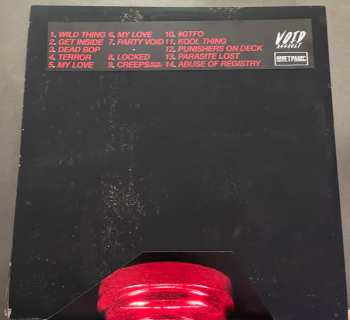 1. WILD THING 6. MY LOVE 10. #GTFO
2. GET INSIDE 7. PARTY VOID 11. KOOL THING
3. DEAD BOP 12. PUNISHERS ON DECK
4. TERROR 8. LOCKED 13. PARASITE LOST
5. MY LOVE 9. CREEPS 14. ABUSE OF REGISTRY
VOID